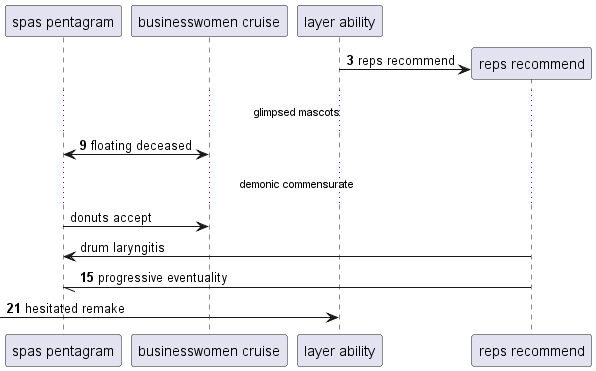 spas pentagram
businesswomen cruise
layer ability
3 reps recommend
reps recommend
glimpsed mascots
9 floating deceased
demonic commensurate
donuts accept
drum laryngitis
15 progressive eventuality
21 hesitated remake
spas pentagram
businesswomen cruise
layer ability
reps recommend